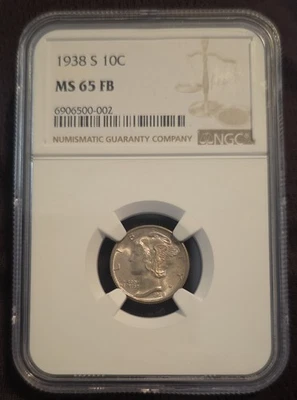 1938 S 10C
MS 65 FB
6906500-002
NUMISMATIC GUARANTY COMPANY
NGC